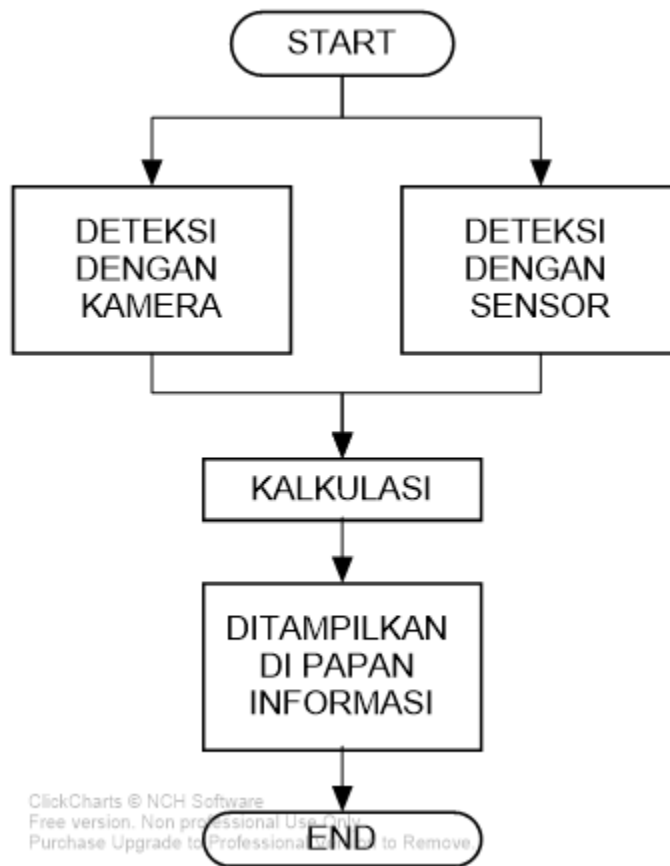 START
DETEKSI
DENGAN
KAMERA
DETEKSI
DENGAN
SENSOR
KALKULASI
DITAMPILKAN
DI PAPAN
INFORMASI
END
ClickCharts © NCH Software
Free version. Non professional Use Only.
Purchase Upgrade to Professional Version to Remove.